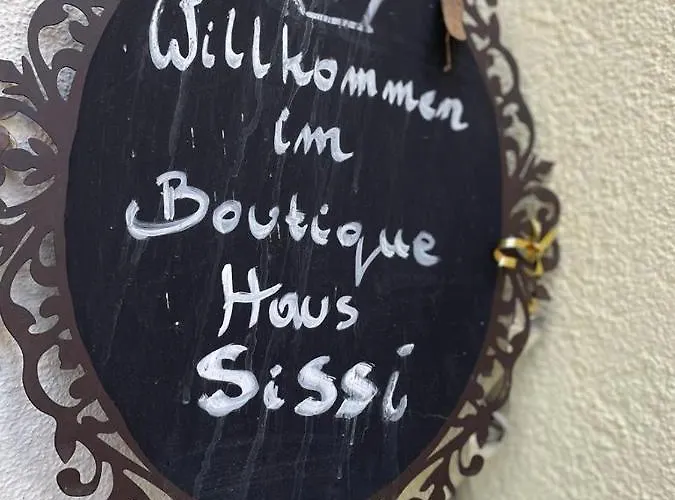 Willkommen
im
Boutique
Haus
Sissi